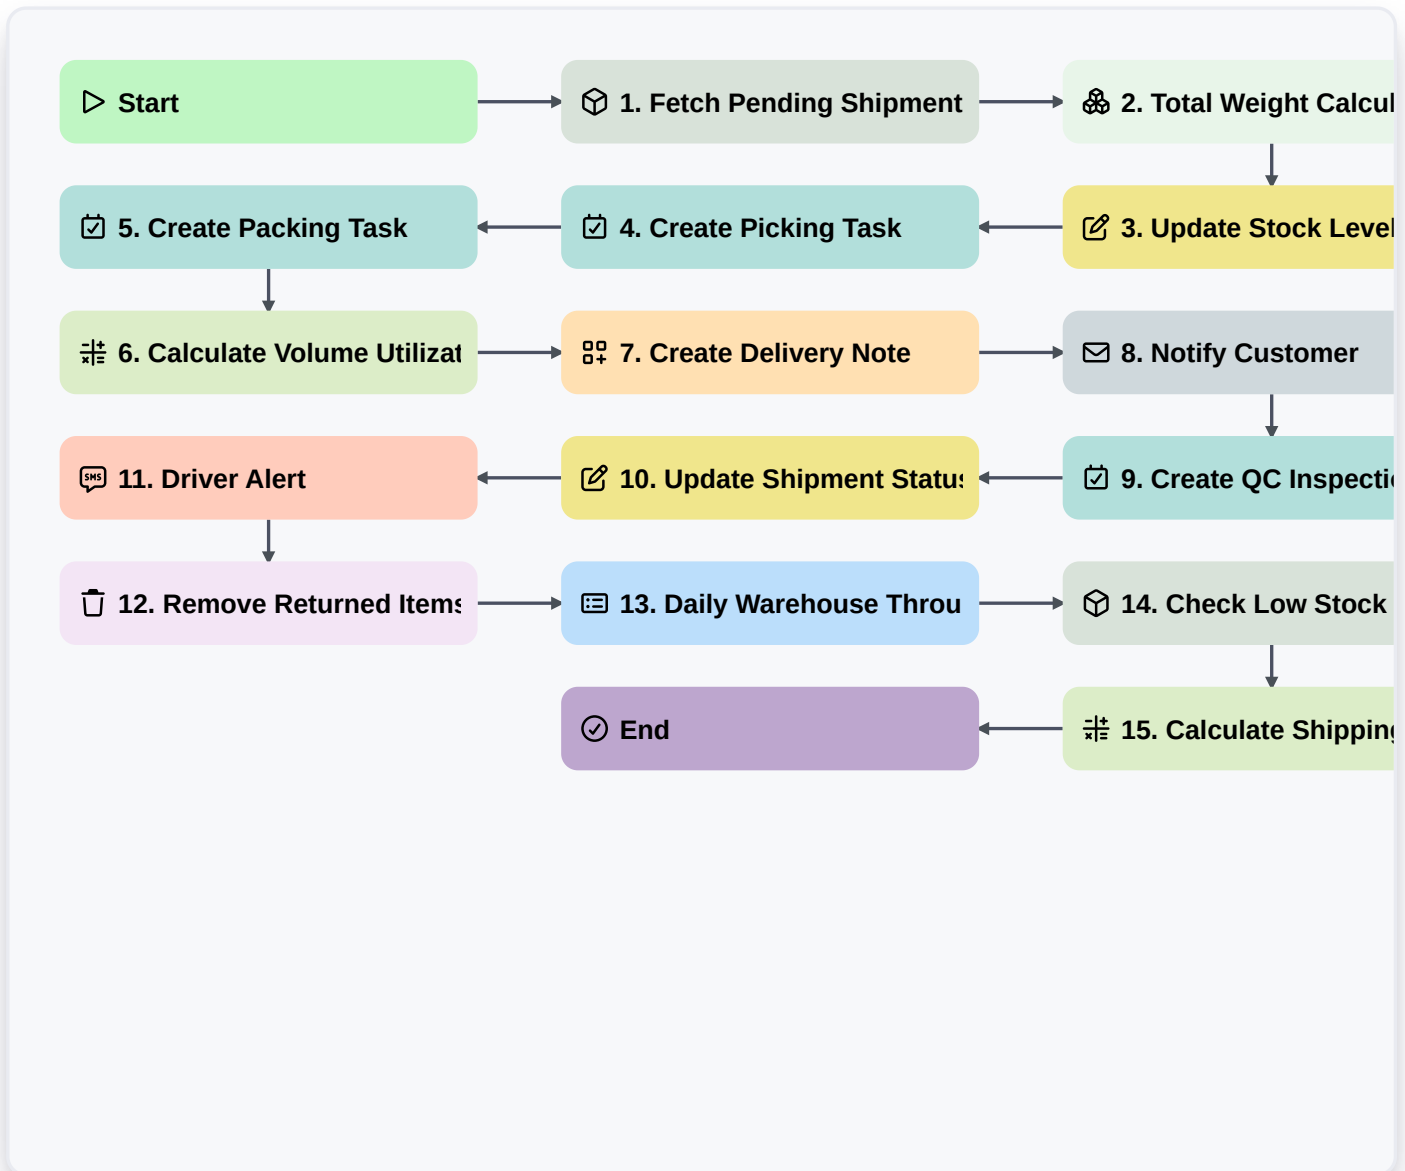 Start
1. Fetch Pending Shipment
2. Total Weight Calcul
5. Create Packing Task
4. Create Picking Task
3. Update Stock Level
6. Calculate Volume Utilizat
7. Create Delivery Note
8. Notify Customer
SMS 11. Driver Alert
10. Update Shipment Status
9. Create QC Inspectio
12. Remove Returned Items
13. Daily Warehouse Throu
14. Check Low Stock
End
15. Calculate Shipping